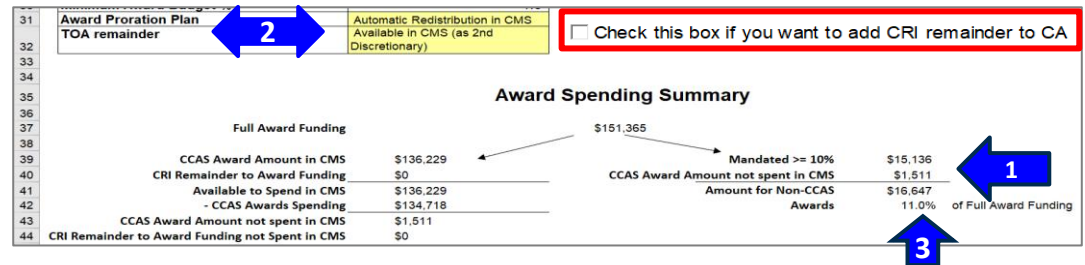 30 Minimum Award Budget %
31 Award Proration Plan Automatic Redistribution in CMS
TOA remainder 2 Available in CMS (as 2nd
32 Discretionary)
Check this box if you want to add CRI remainder to CA
33
34
35 Award Spending Summary
36
37 Full Award Funding $151,365
38
39 CCAS Award Amount in CMS $136,229 Mandated >= 10% $15,136
40 CRI Remainder to Award Funding $0 CCAS Award Amount not spent in CMS $1,511 1
41 Available to Spend in CMS $136,229 Amount for Non-CCAS $16,647
42 - CCAS Awards Spending $134,718 Awards 11.0% of Full Award Funding
43 CCAS Award Amount not spent in CMS $1,511
44 CRI Remainder to Award Funding not Spent in CMS $0
3